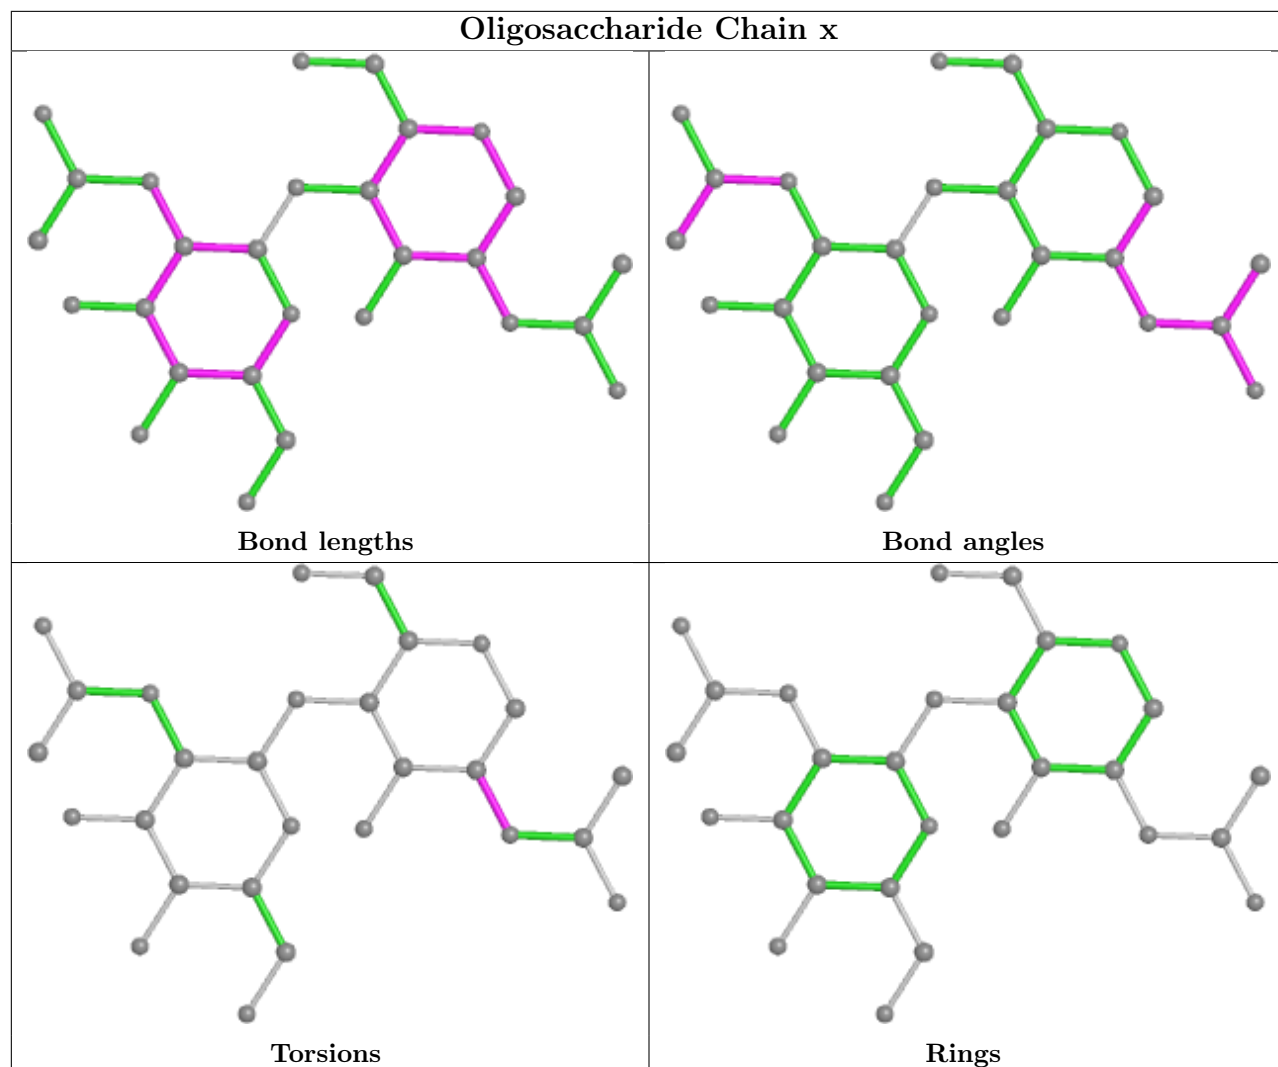 Oligosaccharide Chain x
Bond lengths
Bond angles
Torsions
Rings